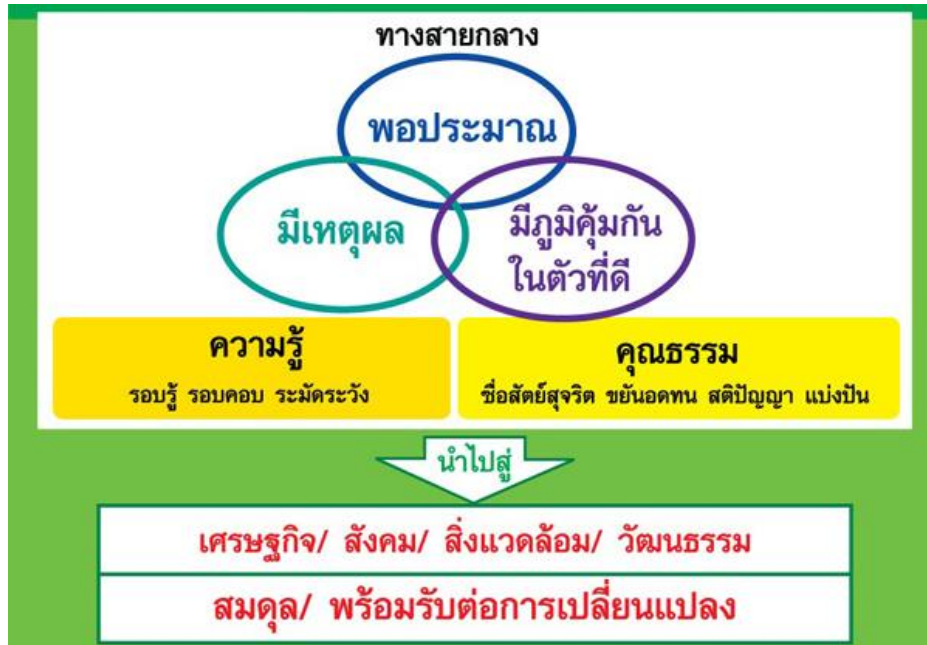 ทางสายกลาง
พอประมาณ
มีเหตุผล
มีภูมิคุ้มกัน
ในตัวที่ดี
ความรู้
รอบรู้ รอบคอบ ระมัดระวัง
คุณธรรม
ซื่อสัตย์สุจริต ขยันอดทน สติปัญญา แบ่งปัน
นำไปสู่
เศรษฐกิจ/ สังคม/ สิ่งแวดล้อม/ วัฒนธรรม
สมดุล/ พร้อมรับต่อการเปลี่ยนแปลง